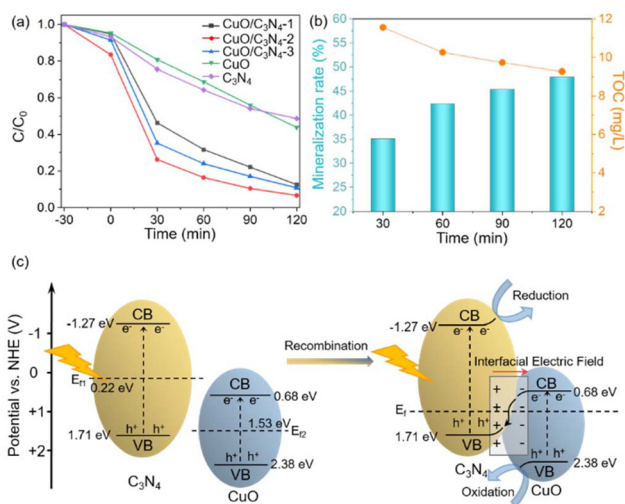 (a)
CuO/C3N4-1
CuO/C3N4-2
CuO/C3N4-3
CuO
C3N4
1.0
0.8
0.6
0.4
0.2
0.0
C/C0
-30 0 30 60 90 120
Time (min)
(b)
65
60
55
50
45
40
35
30
25
20
Mineralization rate (%)
12
10
8
6
4
2
TOC (mg/L)
30 60 90 120
Time (min)
(c)
Potential vs. NHE (V)
-1
0
+1
+2
CB
-1.27 eV
e- e-
Ef1
0.22 eV
1.71 eV
h+ h+
VB
C3N4
CB
e- e-
0.68 eV
1.53 eV
Ef2
h+ h+
VB
2.38 eV
CuO
Recombination
CB
-1.27 eV
e- e-
Reduction
Interfacial Electric Field
Ef
1.71 eV
h+ h+
VB
C3N4
+ -
+ -
+ -
+ -
CB
e- e-
0.68 eV
h+ h+
VB
2.38 eV
Oxidation
CuO